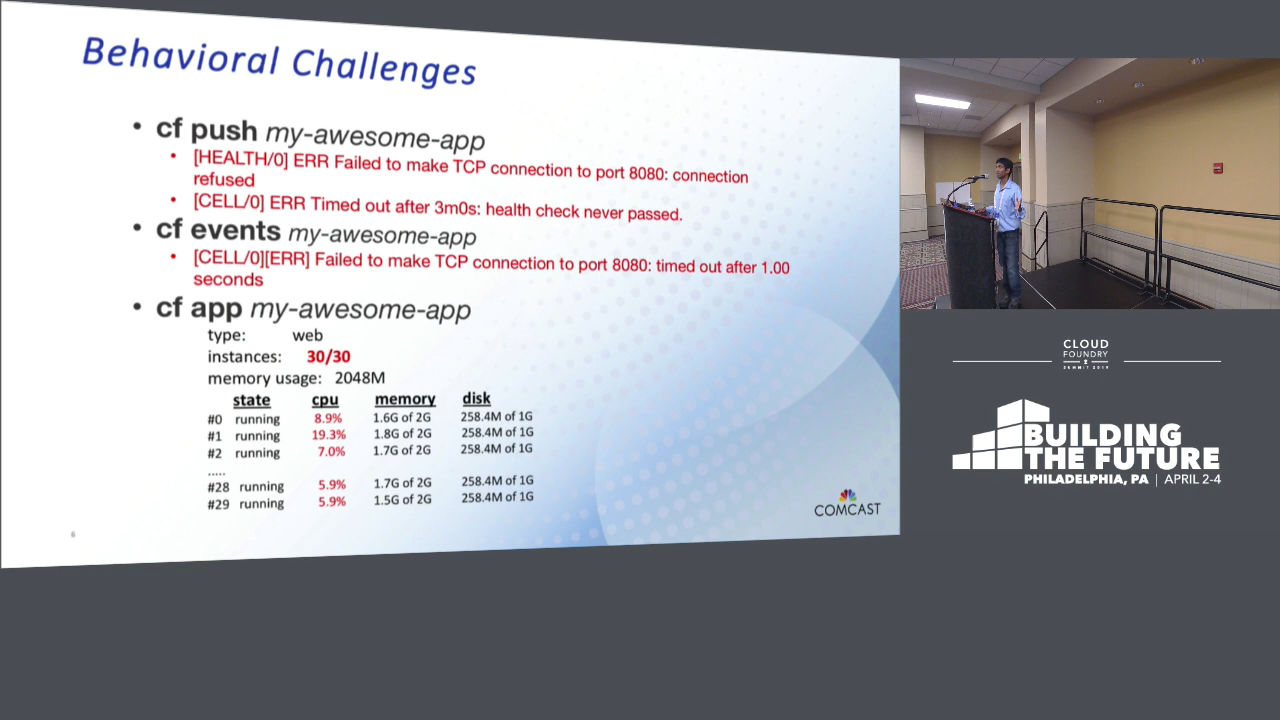 Behavioral Challenges
• cf push my-awesome-app
• [HEALTH/0] ERR Failed to make TCP connection to port 8080: connection
refused
• [CELL/0] ERR Timed out after 3m0s: health check never passed.
• cf events my-awesome-app
• [CELL/0][ERR] Failed to make TCP connection to port 8080: timed out after 1.00
seconds
• cf app my-awesome-app
type: web
instances: 30/30
memory usage: 2048M
state cpu memory disk
#0 running 8.9% 1.6G of 2G 258.4M of 1G
#1 running 19.3% 1.8G of 2G 258.4M of 1G
#2 running 7.0% 1.7G of 2G 258.4M of 1G
.....
#28 running 5.9% 1.7G of 2G 258.4M of 1G
#29 running 5.9% 1.5G of 2G 258.4M of 1G
COMCAST
6
CLOUD
FOUNDRY
SUMMIT 2019
BUILDING
THE FUTURE
PHILADELPHIA, PA | APRIL 2-4